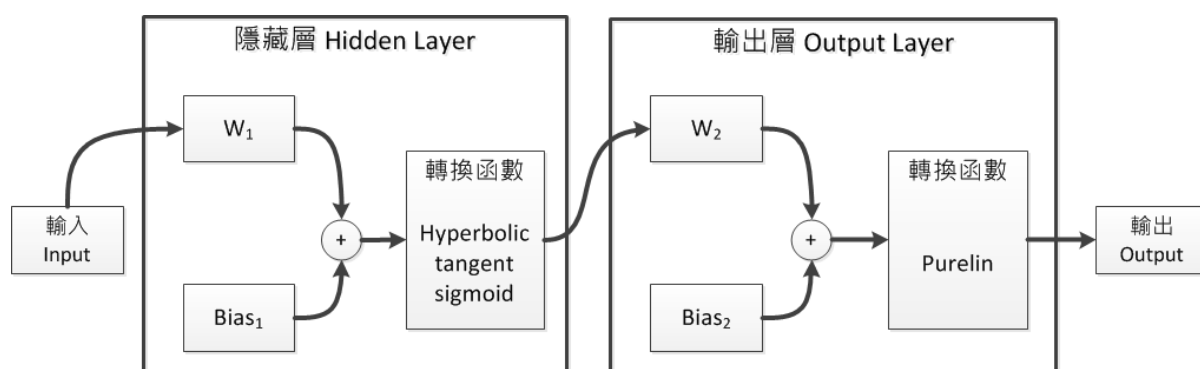 隱藏層 Hidden Layer
輸出層 Output Layer
輸入
Input
W₁
Bias₁
+
轉換函數
Hyperbolic
tangent
sigmoid
W₂
Bias₂
+
轉換函數
Purelin
輸出
Output